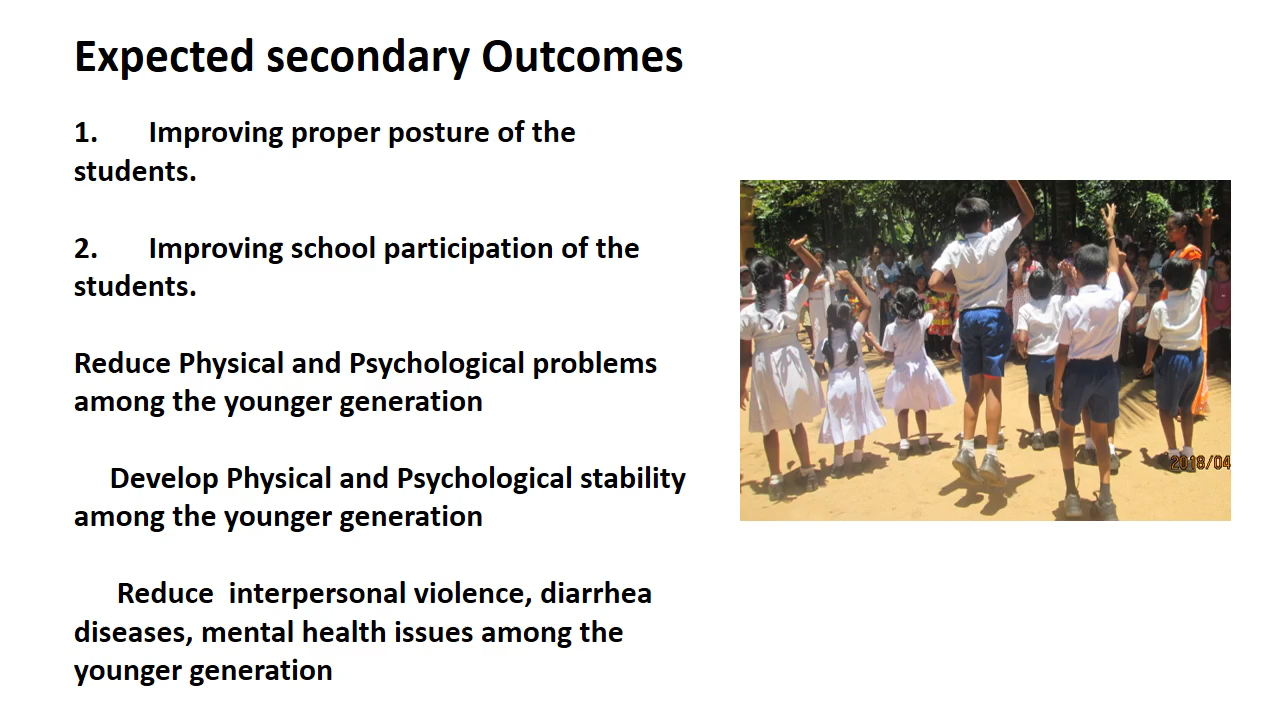 Expected secondary Outcomes
1. Improving proper posture of the
students.
2. Improving school participation of the
students.
Reduce Physical and Psychological problems
among the younger generation
Develop Physical and Psychological stability
among the younger generation
Reduce interpersonal violence, diarrhea
diseases, mental health issues among the
younger generation
2018/04